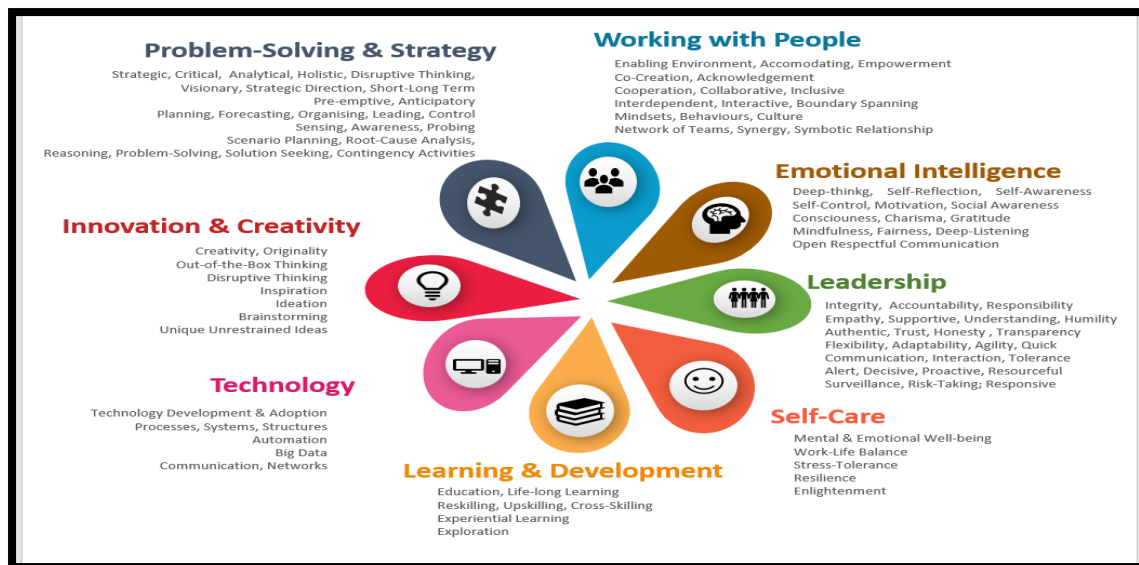 Problem-Solving & Strategy
Strategic, Critical, Analytical, Holistic, Disruptive Thinking,
Visionary, Strategic Direction, Short-Long Term
Pre-emptive, Anticipatory
Planning, Forecasting, Organising, Leading, Control
Sensing, Awareness, Probing
Scenario Planning, Root-Cause Analysis,
Reasoning, Problem-Solving, Solution Seeking, Contingency Activities
Working with People
Enabling Environment, Accomodating, Empowerment
Co-Creation, Acknowledgement
Cooperation, Collaborative, Inclusive
Interdependent, Interactive, Boundary Spanning
Mindsets, Behaviours, Culture
Network of Teams, Synergy, Symbotic Relationship
Emotional Intelligence
Deep-thinkg, Self-Reflection, Self-Awareness
Self-Control, Motivation, Social Awareness
Consciouness, Charisma, Gratitude
Mindfulness, Fairness, Deep-Listening
Open Respectful Communication
Leadership
Integrity, Accountability, Responsibility
Empathy, Supportive, Understanding, Humility
Authentic, Trust, Honesty , Transparency
Flexibility, Adaptability, Agility, Quick
Communication, Interaction, Tolerance
Alert, Decisive, Proactive, Resourceful
Surveillance, Risk-Taking; Responsive
Self-Care
Mental & Emotional Well-being
Work-Life Balance
Stress-Tolerance
Resilience
Enlightenment
Learning & Development
Education, Life-long Learning
Reskilling, Upskilling, Cross-Skilling
Experiential Learning
Exploration
Technology
Technology Development & Adoption
Processes, Systems, Structures
Automation
Big Data
Communication, Networks
Innovation & Creativity
Creativity, Originality
Out-of-the-Box Thinking
Disruptive Thinking
Inspiration
Ideation
Brainstorming
Unique Unrestrained Ideas